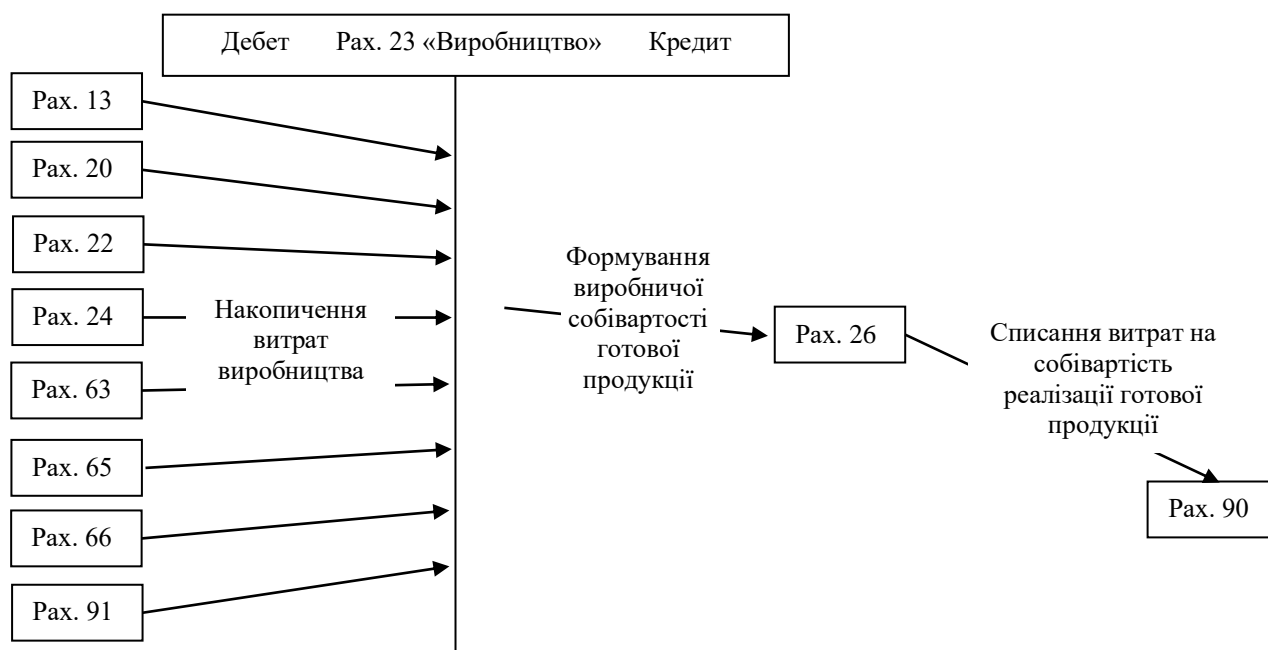 Дебет Рах. 23 «Виробництво» Кредит
Рах. 13
Рах. 20
Рах. 22
Рах. 24
Рах. 63
Рах. 65
Рах. 66
Рах. 91
Накопичення
витрат
виробництва
Формування
виробничої
собівартості
готової
продукції
Рах. 26
Списання витрат на
собівартість
реалізації готової
продукції
Рах. 90